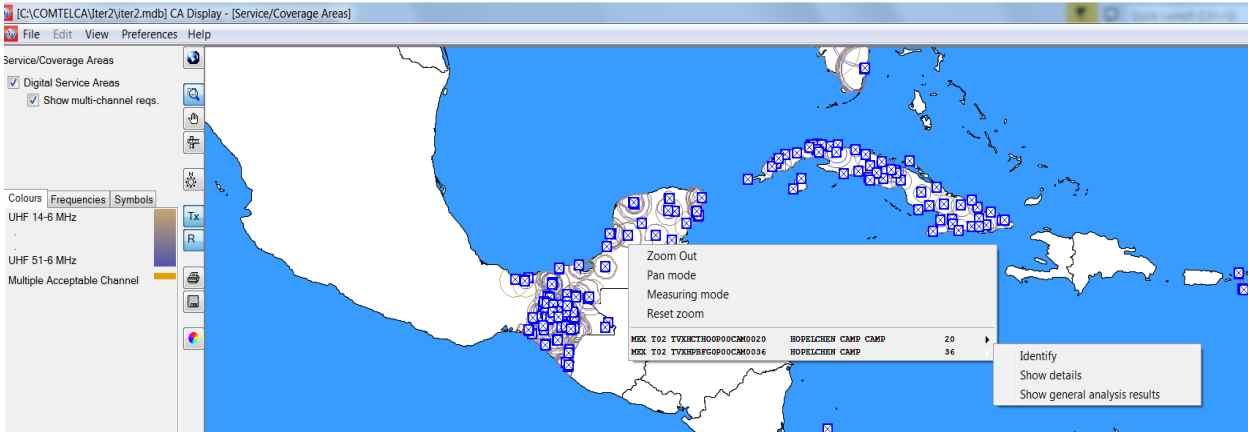 [C:\COMTELCA\Iter2\iter2.mdb] CA Display - [Service/Coverage Areas]
File Edit View Preferences Help
Service/Coverage Areas
Digital Service Areas
Show multi-channel reqs.
Colours Frequencies Symbols
UHF 14-6 MHz
.
.
UHF 51-6 MHz
Multiple Acceptable Channel
N
Tx
R
Zoom Out
Pan mode
Measuring mode
Reset zoom
MEX T02 TVXHCTHOOP00CAM0020 HOPELCHEN CAMP CAMP 20
MEX T02 TVXHPBFGOP00CAM0036 HOPELCHEN CAMP 36
Identify
Show details
Show general analysis results